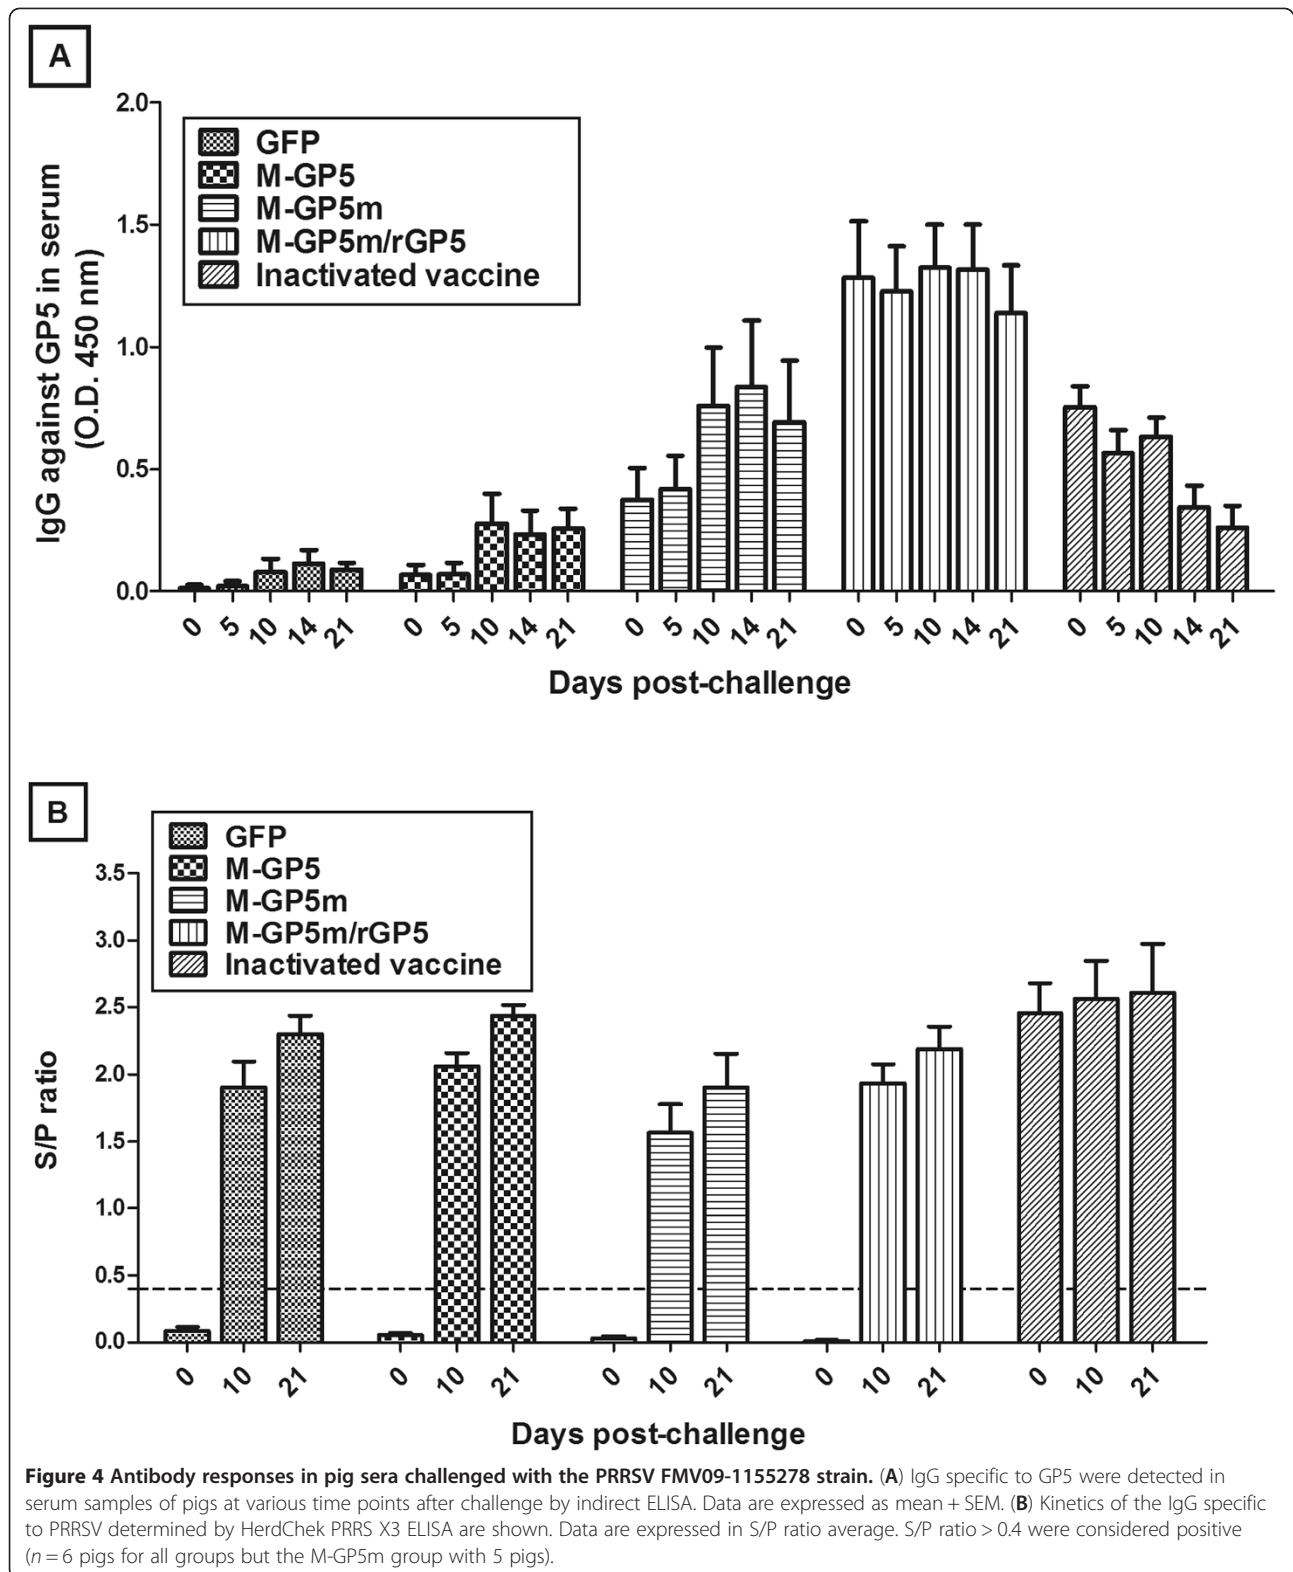 A
2.0
1.5
1.0
0.5
0.0
IgG against GP5 in serum
(O.D. 450 nm)
GFP
M-GP5
M-GP5m
M-GP5m/rGP5
Inactivated vaccine
0 5 10 14 21 0 5 10 14 21 0 5 10 14 21 0 5 10 14 21 0 5 10 14 21
Days post-challenge
B
3.5
3.0
2.5
2.0
1.5
1.0
0.5
0.0
S/P ratio
GFP
M-GP5
M-GP5m
M-GP5m/rGP5
Inactivated vaccine
0 10 21 0 10 21 0 10 21 0 10 21 0 10 21
Days post-challenge
Figure 4 Antibody responses in pig sera challenged with the PRRSV FMV09-1155278 strain. (A) IgG specific to GP5 were detected in
serum samples of pigs at various time points after challenge by indirect ELISA. Data are expressed as mean + SEM. (B) Kinetics of the IgG specific
to PRRSV determined by HerdChek PRRS X3 ELISA are shown. Data are expressed in S/P ratio average. S/P ratio > 0.4 were considered positive
(n = 6 pigs for all groups but the M-GP5m group with 5 pigs).